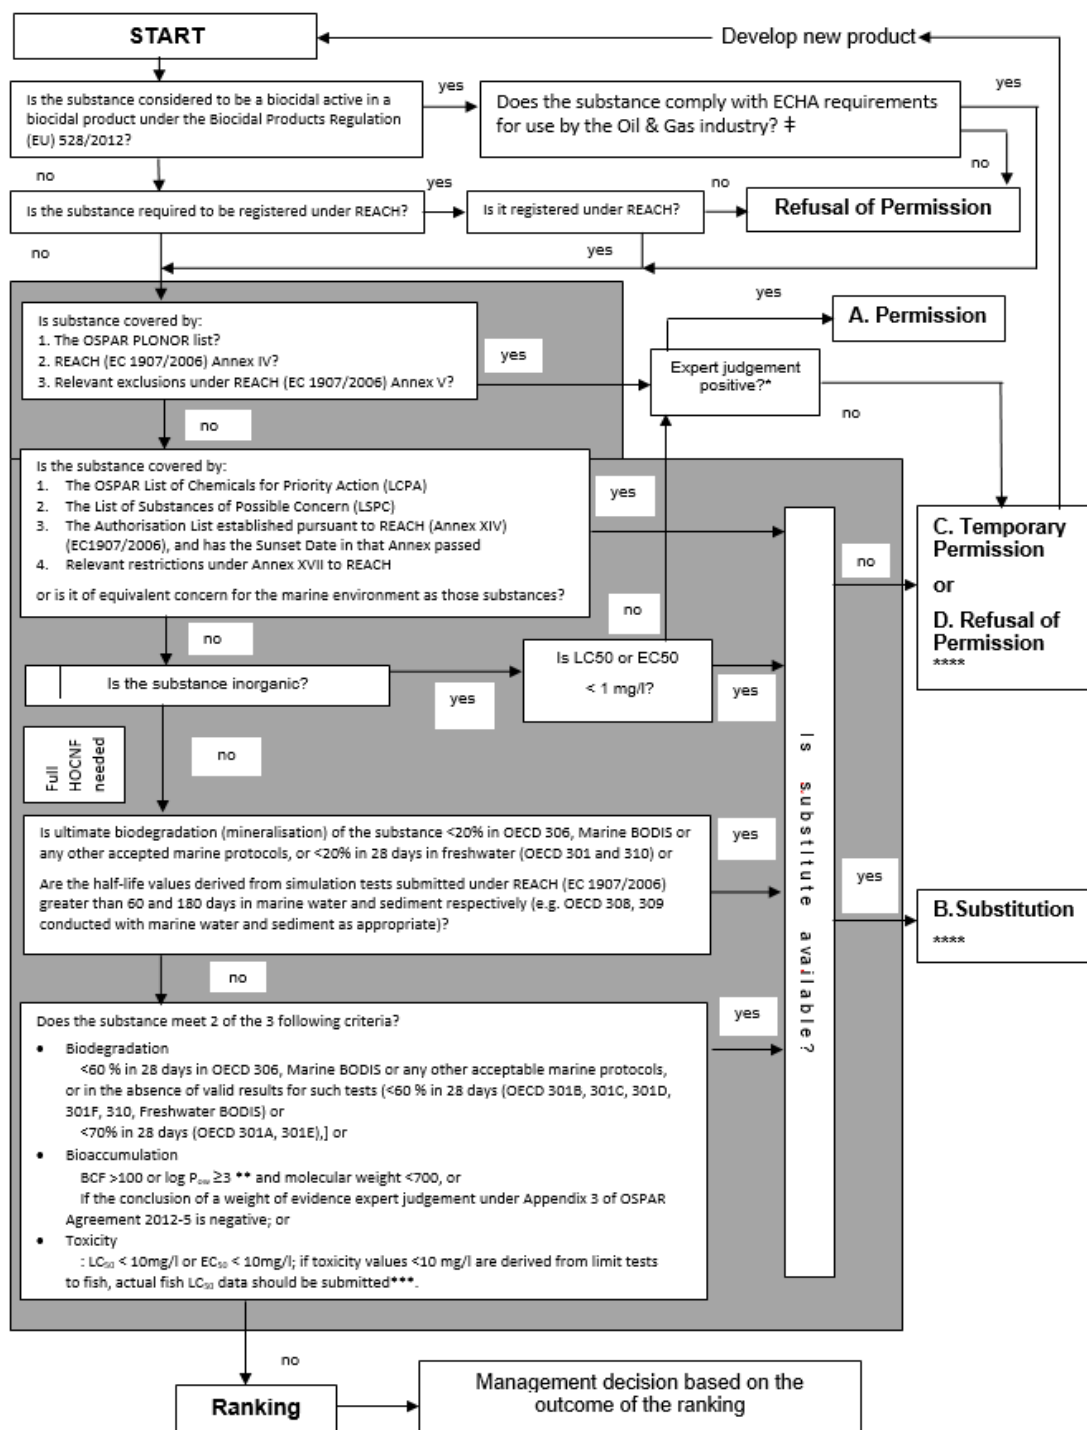 START
Develop new product
Is the substance considered to be a biocidal active in a
biocidal product under the Biocidal Products Regulation
(EU) 528/2012?
yes
Does the substance comply with ECHA requirements
for use by the Oil & Gas industry? ‡
yes
no
no
Is the substance required to be registered under REACH?
yes
Is it registered under REACH?
no
Refusal of Permission
no
yes
Is substance covered by:
1. The OSPAR PLONOR list?
2. REACH (EC 1907/2006) Annex IV?
3. Relevant exclusions under REACH (EC 1907/2006) Annex V?
yes
yes
A. Permission
Expert judgement
positive?*
no
no
Is the substance covered by:
1. The OSPAR List of Chemicals for Priority Action (LCPA)
2. The List of Substances of Possible Concern (LSPC)
3. The Authorisation List established pursuant to REACH (Annex XIV)
(EC1907/2006), and has the Sunset Date in that Annex passed
4. Relevant restrictions under Annex XVII to REACH
or is it of equivalent concern for the marine environment as those substances?
yes
no
C. Temporary
Permission
or
D. Refusal of
Permission
****
no
no
Is the substance inorganic?
yes
Is LC50 or EC50
< 1 mg/l?
yes
Full
HOCNF
needed
no
Is ultimate biodegradation (mineralisation) of the substance <20% in OECD 306, Marine BODIS or
any other accepted marine protocols, or <20% in 28 days in freshwater (OECD 301 and 310) or
Are the half-life values derived from simulation tests submitted under REACH (EC 1907/2006)
greater than 60 and 180 days in marine water and sediment respectively (e.g. OECD 308, 309
conducted with marine water and sediment as appropriate)?
yes
Is substitute available?
yes
B.Substitution
****
no
Does the substance meet 2 of the 3 following criteria?
• Biodegradation
<60 % in 28 days in OECD 306, Marine BODIS or any other acceptable marine protocols,
or in the absence of valid results for such tests (<60 % in 28 days (OECD 301B, 301C, 301D,
301F, 310, Freshwater BODIS) or
<70% in 28 days (OECD 301A, 301E),] or
• Bioaccumulation
BCF >100 or log Pow ≥3 ** and molecular weight <700, or
If the conclusion of a weight of evidence expert judgement under Appendix 3 of OSPAR
Agreement 2012-5 is negative; or
• Toxicity
: LC50 < 10mg/l or EC50 < 10mg/l; if toxicity values <10 mg/l are derived from limit tests
to fish, actual fish LC50 data should be submitted***.
yes
no
Ranking
Management decision based on the
outcome of the ranking